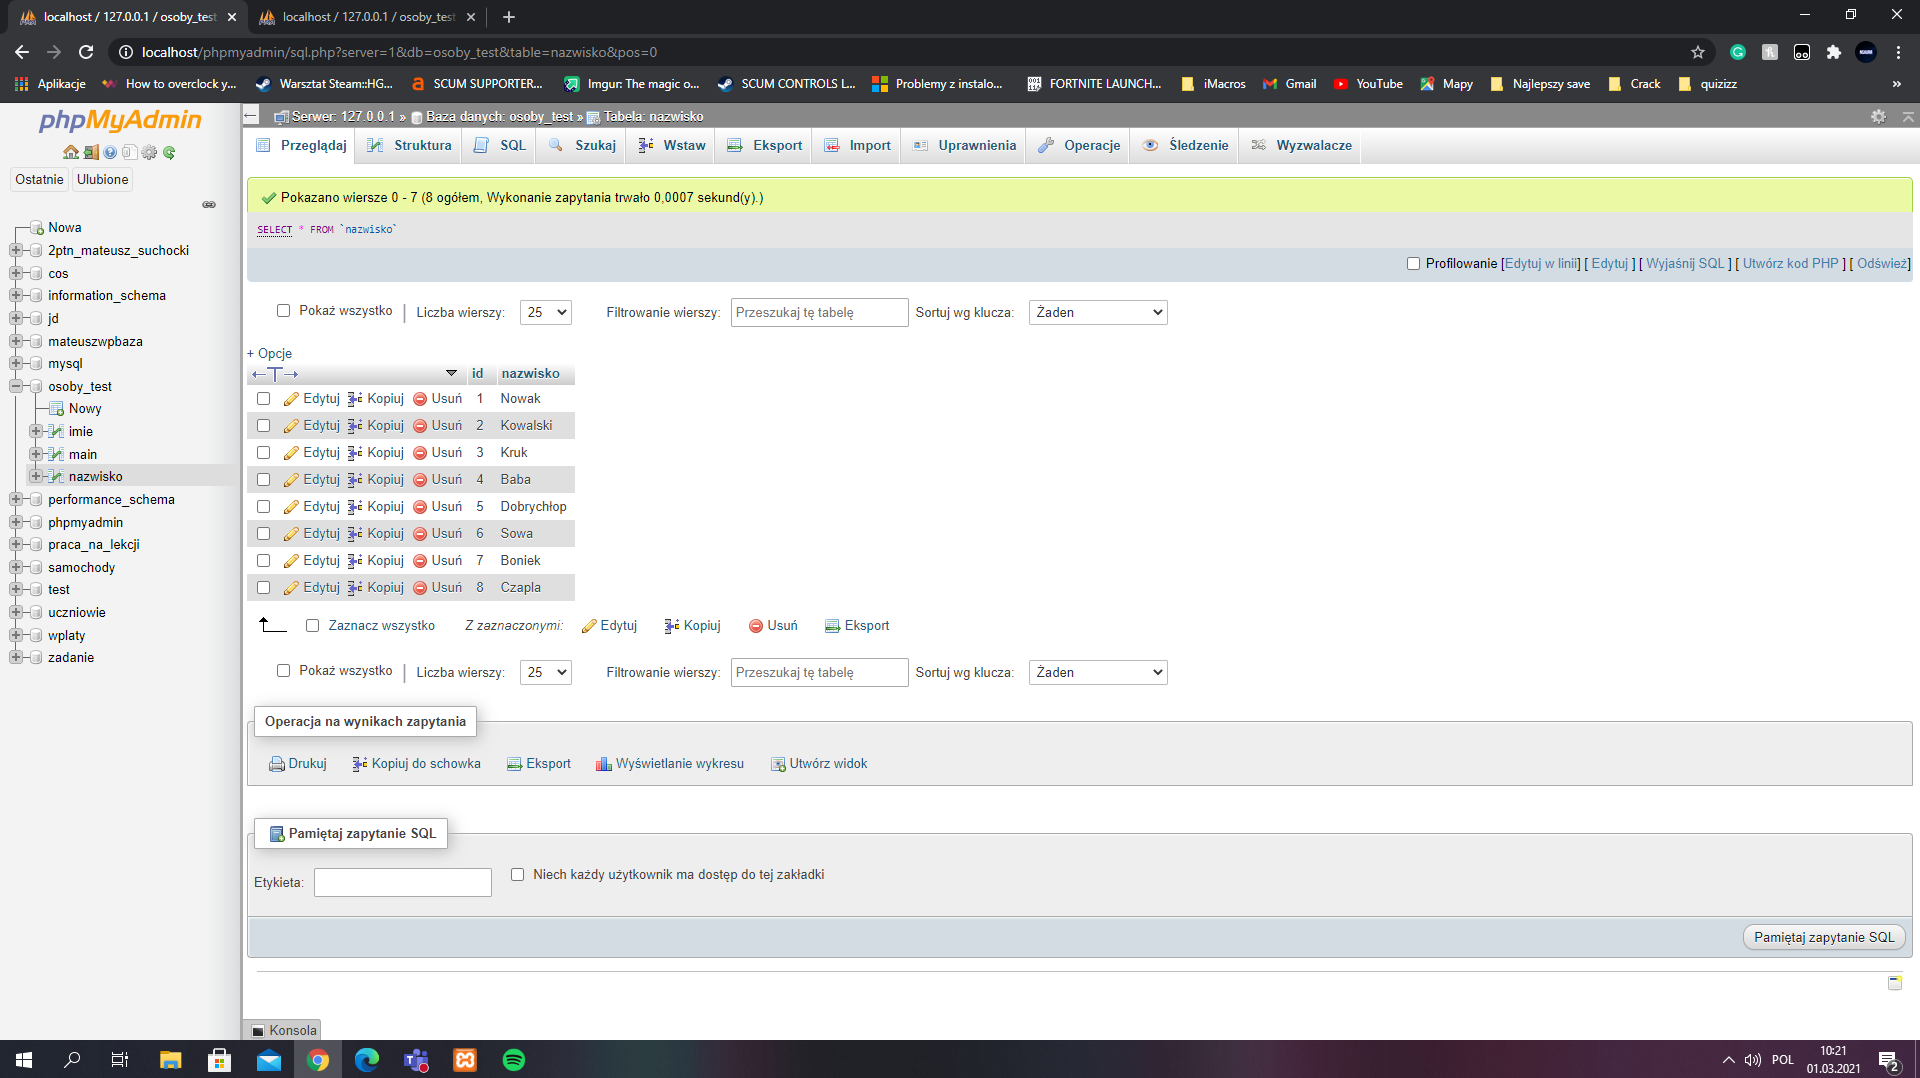 localhost / 127.0.0.1 / osoby_test
localhost / 127.0.0.1 / osoby_test
localhost/phpmyadmin/sql.php?server=1&db=osoby_test&table=nazwisko&pos=0
Aplikacje
How to overclock y...
Warsztat Steam::HG...
SCUM SUPPORTER...
Imgur: The magic o...
SCUM CONTROLS L...
Problemy z instalo...
FORTNITE LAUNCH...
iMacros
Gmail
YouTube
Mapy
Najlepszy save
Crack
quizizz
»
phpMyAdmin
Ostatnie
Ulubione
Nowa
2ptn_mateusz_suchocki
cos
information_schema
jd
mateuszwpbaza
mysql
osoby_test
Nowy
imie
main
nazwisko
performance_schema
phpmyadmin
praca_na_lekcji
samochody
test
uczniowie
wplaty
zadanie
Serwer: 127.0.0.1 » Baza danych: osoby_test » Tabela: nazwisko
Przeglądaj
Struktura
SQL
Szukaj
Wstaw
Eksport
Import
Uprawnienia
Operacje
Śledzenie
Wyzwalacze
Pokazano wiersze 0 - 7 (8 ogółem, Wykonanie zapytania trwało 0,0007 sekund(y).)
SELECT * FROM `nazwisko`
Profilowanie [Edytuj w linii] [ Edytuj ] [ Wyjaśnij SQL ] [ Utwórz kod PHP ] [ Odśwież]
Pokaż wszystko | Liczba wierszy: 25 Filtrowanie wierszy: Przeszukaj tę tabelę Sortuj wg klucza: Żaden
+ Opcje
id nazwisko
Edytuj Kopiuj Usuń 1 Nowak
Edytuj Kopiuj Usuń 2 Kowalski
Edytuj Kopiuj Usuń 3 Kruk
Edytuj Kopiuj Usuń 4 Baba
Edytuj Kopiuj Usuń 5 Dobrychłop
Edytuj Kopiuj Usuń 6 Sowa
Edytuj Kopiuj Usuń 7 Boniek
Edytuj Kopiuj Usuń 8 Czapla
Zaznacz wszystko Z zaznaczonymi: Edytuj Kopiuj Usuń Eksport
Pokaż wszystko | Liczba wierszy: 25 Filtrowanie wierszy: Przeszukaj tę tabelę Sortuj wg klucza: Żaden
Operacja na wynikach zapytania
Drukuj Kopiuj do schowka Eksport Wyświetlanie wykresu Utwórz widok
Pamiętaj zapytanie SQL
Etykieta: Niech każdy użytkownik ma dostęp do tej zakładki
Pamiętaj zapytanie SQL
Konsola
POL
10:21
01.03.2021
2